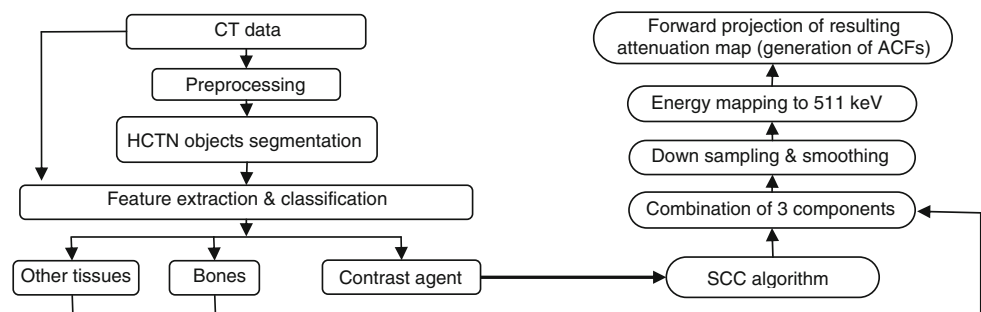 CT data
Preprocessing
HCTN objects segmentation
Feature extraction & classification
Other tissues
Bones
Contrast agent
SCC algorithm
Combination of 3 components
Down sampling & smoothing
Energy mapping to 511 keV
Forward projection of resulting
attenuation map (generation of ACFs)